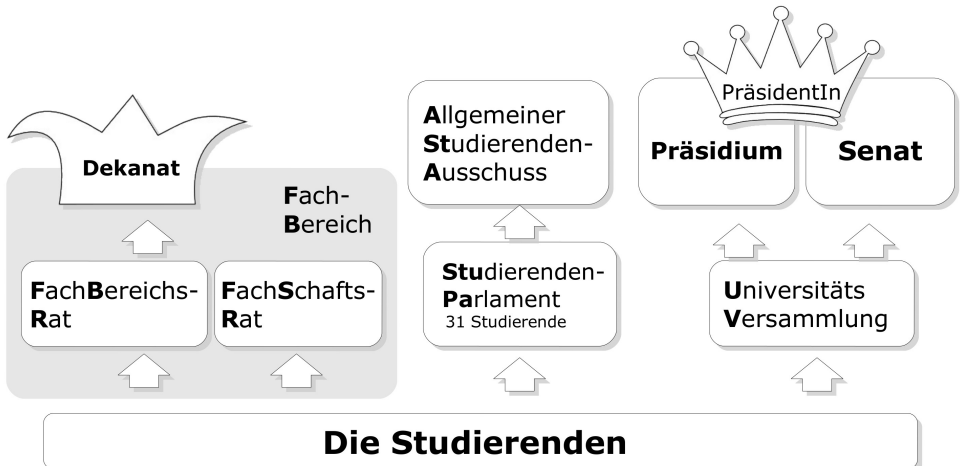 Dekanat
Fach-
Bereich
FachBereichs-
Rat
FachSchafts-
Rat
Allgemeiner
Studierenden-
Ausschuss
Studierenden-
Parlament
31 Studierende
PräsidentIn
Präsidium
Senat
Universitäts
Versammlung
Die Studierenden